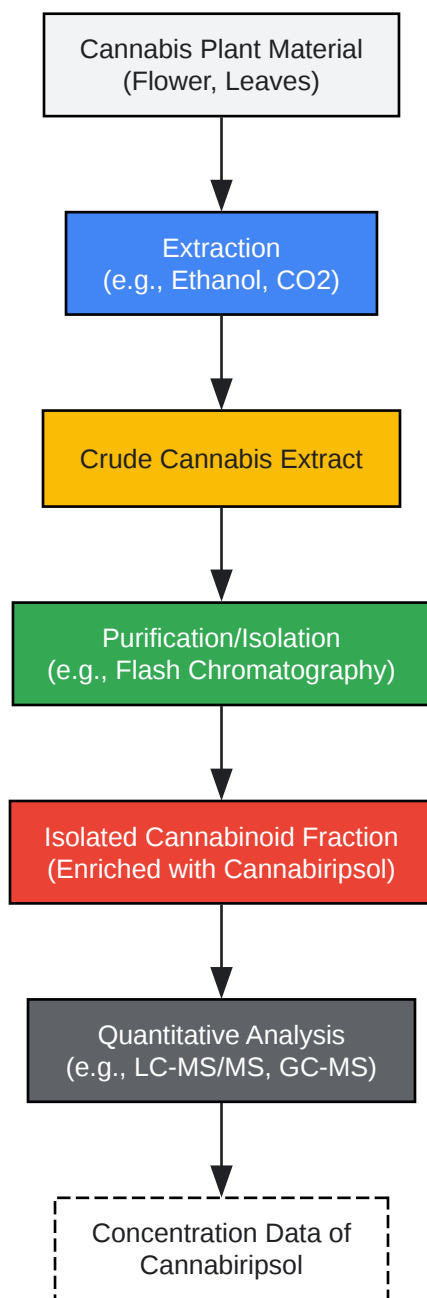 Cannabis Plant Material
(Flower, Leaves)
Extraction
(e.g., Ethanol, CO2)
Crude Cannabis Extract
Purification/Isolation
(e.g., Flash Chromatography)
Isolated Cannabinoid Fraction
(Enriched with Cannabiripsol)
Quantitative Analysis
(e.g., LC-MS/MS, GC-MS)
Concentration Data of
Cannabiripsol